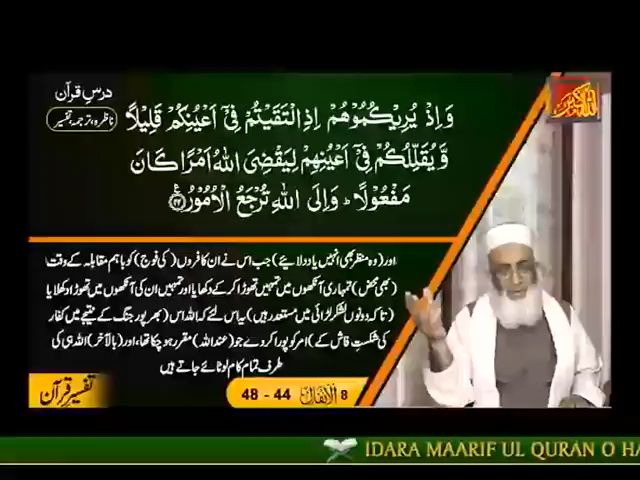 درسِ قرآن
ناظرہ، ترجمہ، تفسیر
وَاِذْ يُرِيْكُمُوْهُمْ اِذِ الْتَقَيْتُمْ فِيْٓ اَعْيُنِكُمْ قَلِيْلًا
وَّيُقَلِّلُكُمْ فِيْٓ اَعْيُنِهِمْ لِيَقْضِيَ اللّٰهُ اَمْرًا كَانَ
مَفْعُوْلًا ؕ وَاِلَى اللّٰهِ تُرْجَعُ الْاُمُوْرُ ﴿۴۴﴾
اور (وہ منظر بھی انہیں یاد دلایئے) جب اس نے ان کافروں (کی فوج) کو باہم مقابلہ کے وقت
(بھی محض) تمہاری آنکھوں میں تمہیں تھوڑا کر کے دکھایا اور تمہیں ان کی آنکھوں میں تھوڑا دکھلایا
(تاکہ دونوں لشکر لڑائی میں مستعد رہیں) یہ اس لئے کہ اللہ اس (بھر پور جنگ کے نتیجے میں کفار
کی شکستِ فاش کے) امر کو پورا کر دے جو (عند اللہ) مقرر ہو چکا تھا، اور (بالآخر) اللہ ہی کی
طرف تمام کام لوٹائے جاتے ہیں
تفسیرِ قرآن
8 الأنفال 44 - 48
IDARA MAARIF UL QURAN O HA